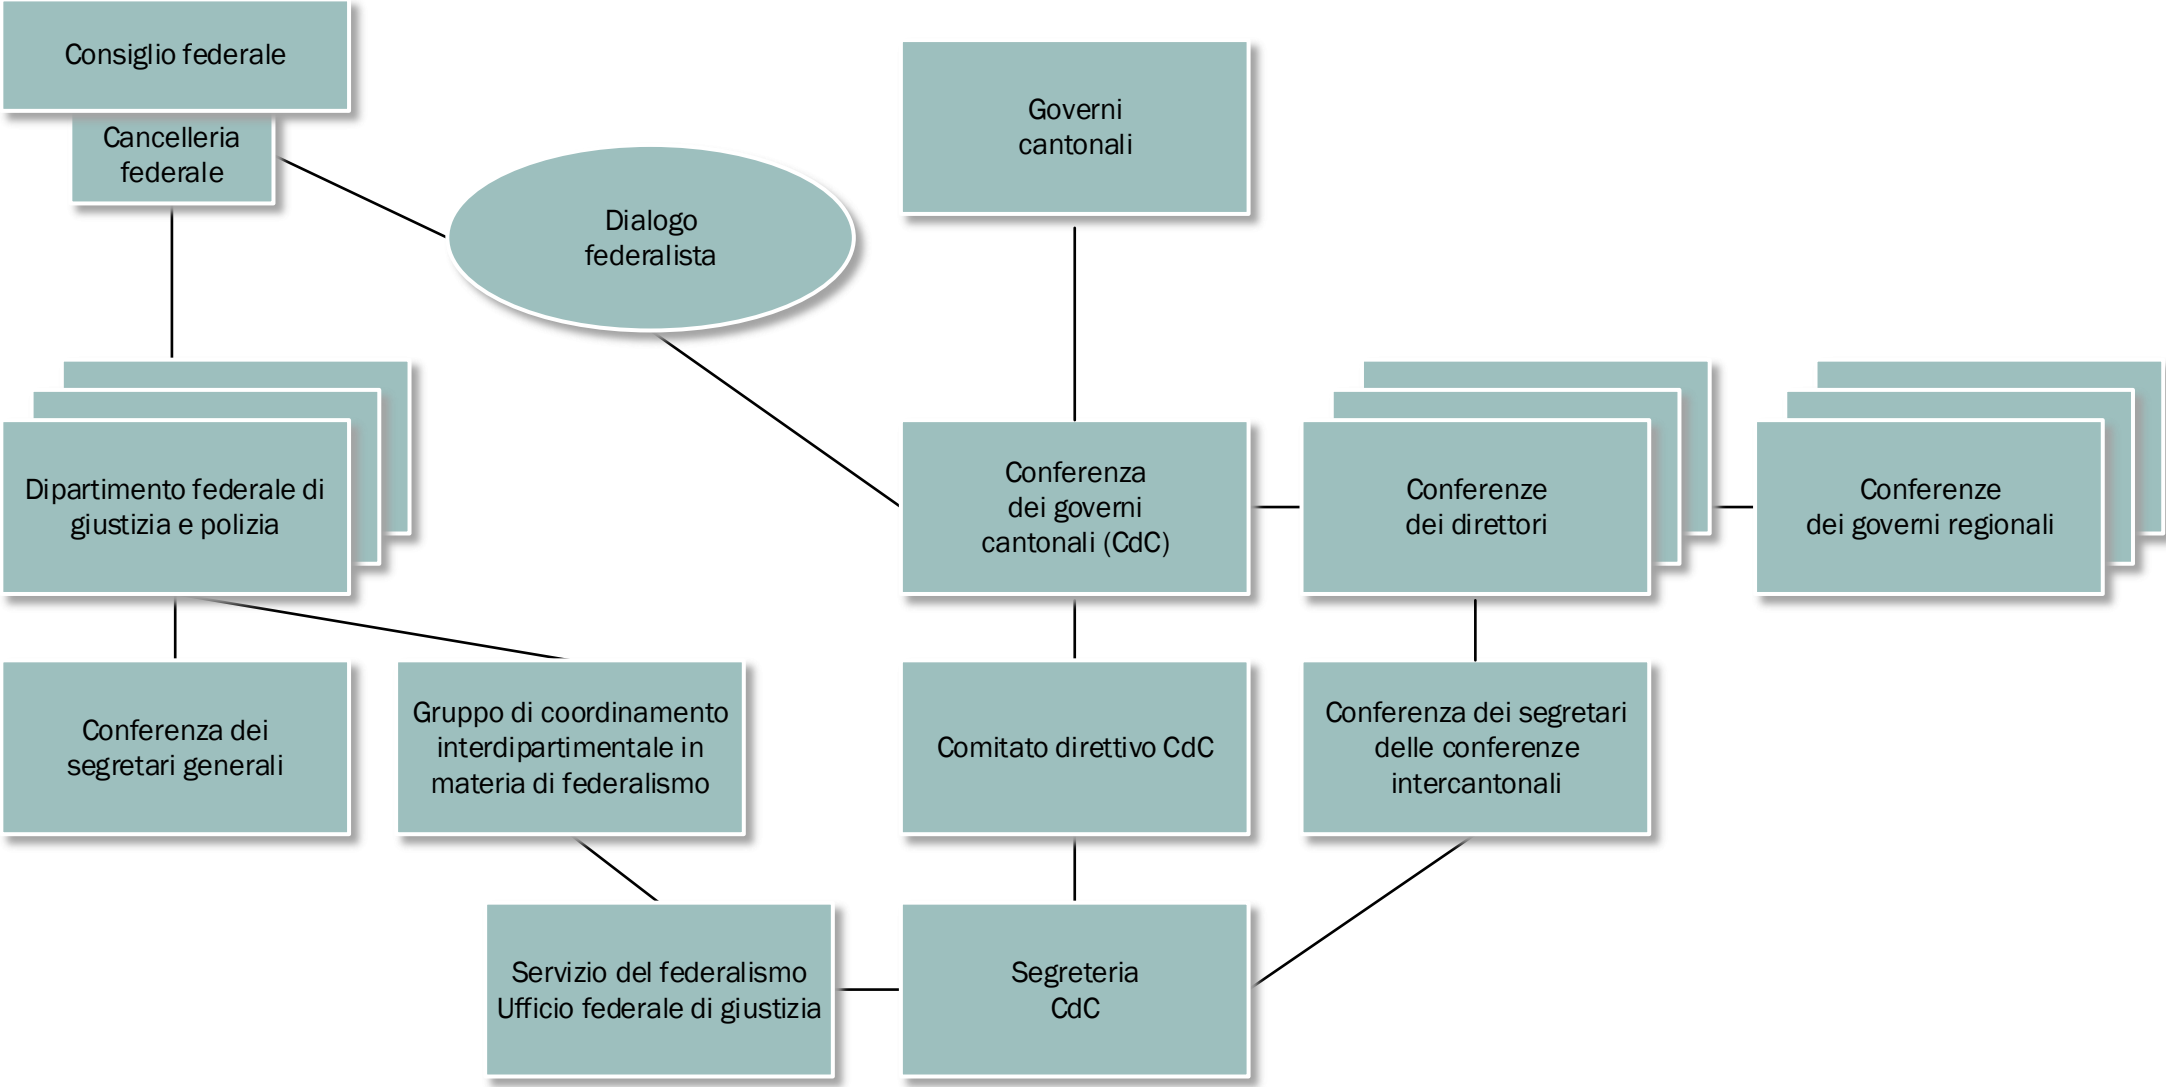 Consiglio federale
Cancelleria
federale
Dialogo
federalista
Governi
cantonali
Dipartimento federale di
giustizia e polizia
Conferenza
dei governi
cantonali (CdC)
Conferenze
dei direttori
Conferenze
dei governi regionali
Conferenza dei
segretari generali
Gruppo di coordinamento
interdipartimentale in
materia di federalismo
Comitato direttivo CdC
Conferenza dei segretari
delle conferenze
intercantonali
Servizio del federalismo
Ufficio federale di giustizia
Segreteria
CdC